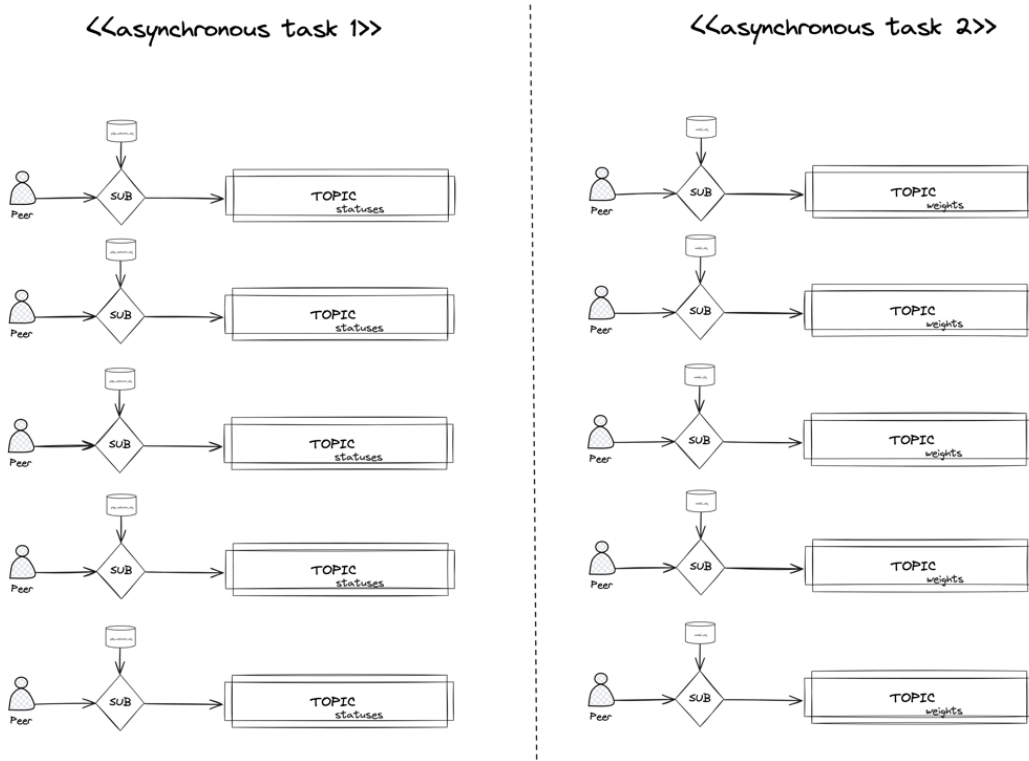 <<asynchronous task 1>>
<<asynchronous task 2>>
SUB
TOPIC
statuses
Peer
SUB
TOPIC
statuses
Peer
SUB
TOPIC
statuses
Peer
SUB
TOPIC
statuses
Peer
SUB
TOPIC
statuses
Peer
SUB
TOPIC
weights
Peer
SUB
TOPIC
weights
Peer
SUB
TOPIC
weights
Peer
SUB
TOPIC
weights
Peer
SUB
TOPIC
weights
Peer